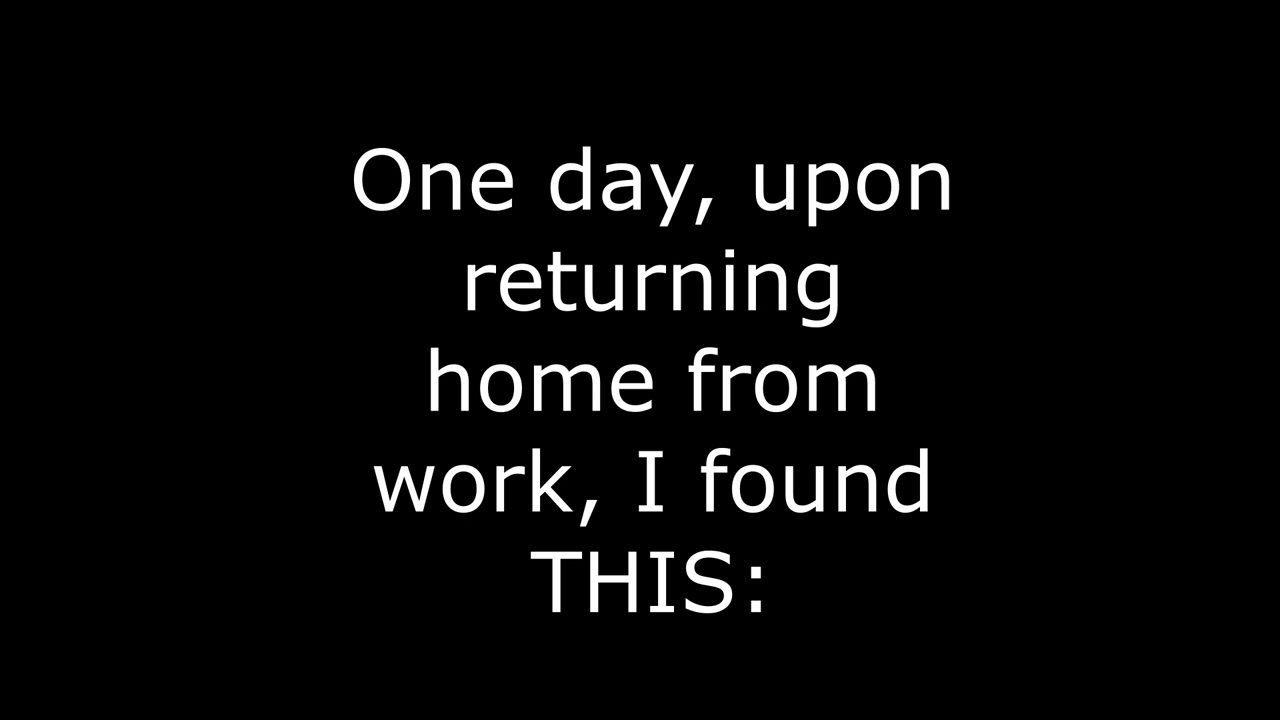 One day, upon
returning
home from
work, I found
THIS: